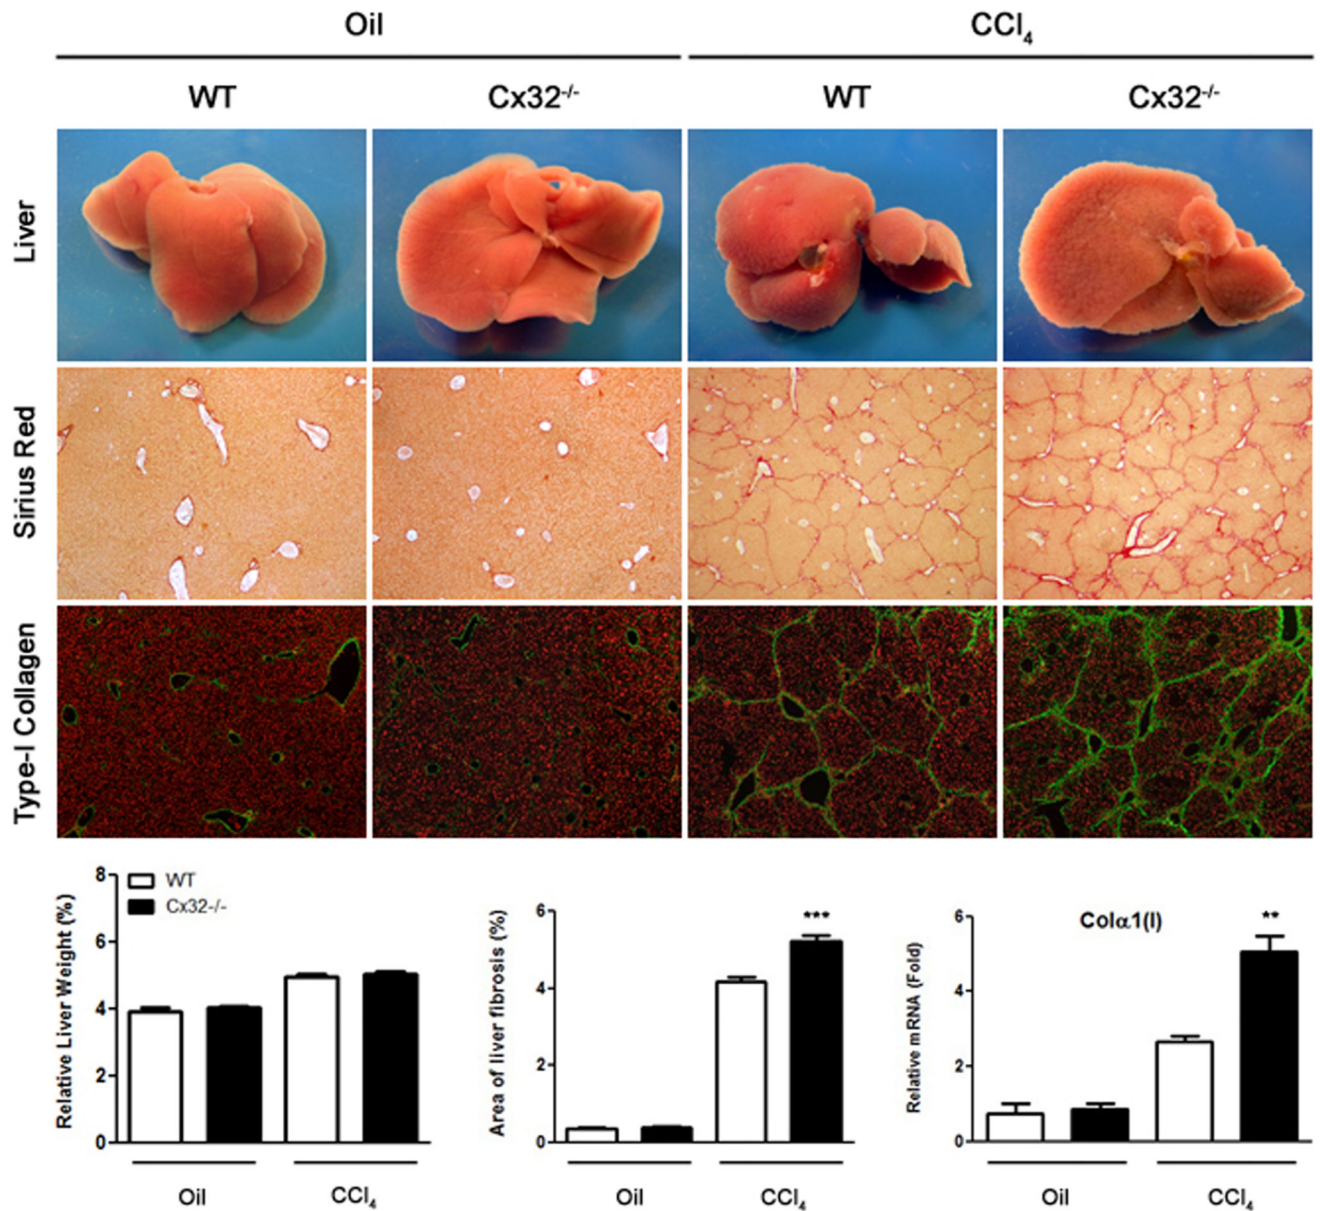 Oil
CCl₄
WT
Cx32⁻/⁻
WT
Cx32⁻/⁻
Liver
Sirius Red
Type-I Collagen
Relative Liver Weight (%)
8
6
4
2
0
WT
Cx32-/-
Oil
CCl₄
Area of liver fibrosis (%)
6
4
2
0
***
Oil
CCl₄
Relative mRNA (Fold)
6
4
2
0
Colα1(I)
**
Oil
CCl₄